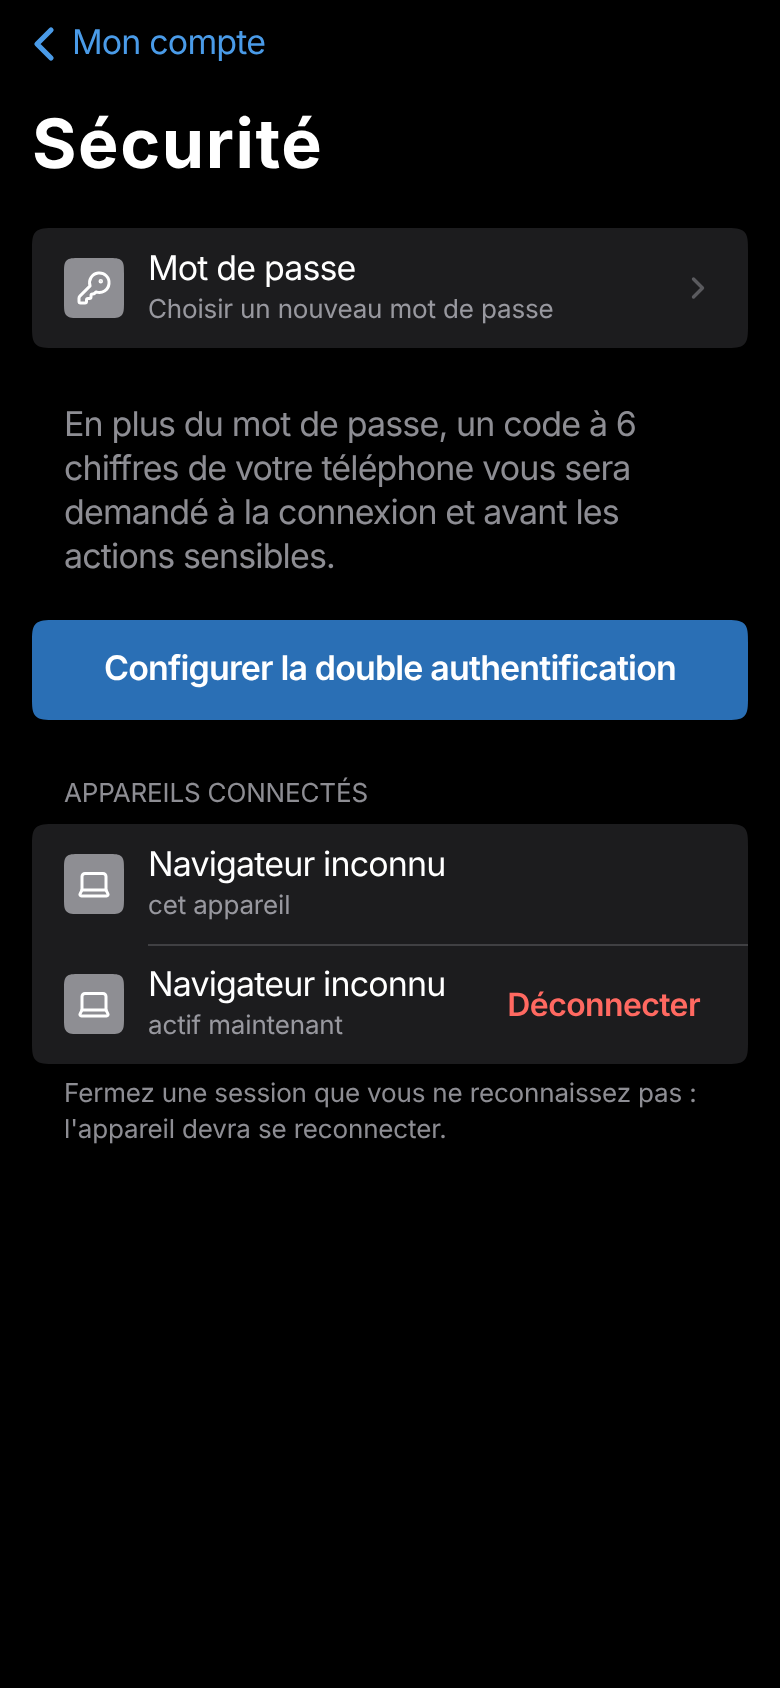 Mon compte
Sécurité
Mot de passe
Choisir un nouveau mot de passe
En plus du mot de passe, un code à 6
chiffres de votre téléphone vous sera
demandé à la connexion et avant les
actions sensibles.
Configurer la double authentification
APPAREILS CONNECTÉS
Navigateur inconnu
cet appareil
Navigateur inconnu
actif maintenant
Déconnecter
Fermez une session que vous ne reconnaissez pas :
l'appareil devra se reconnecter.